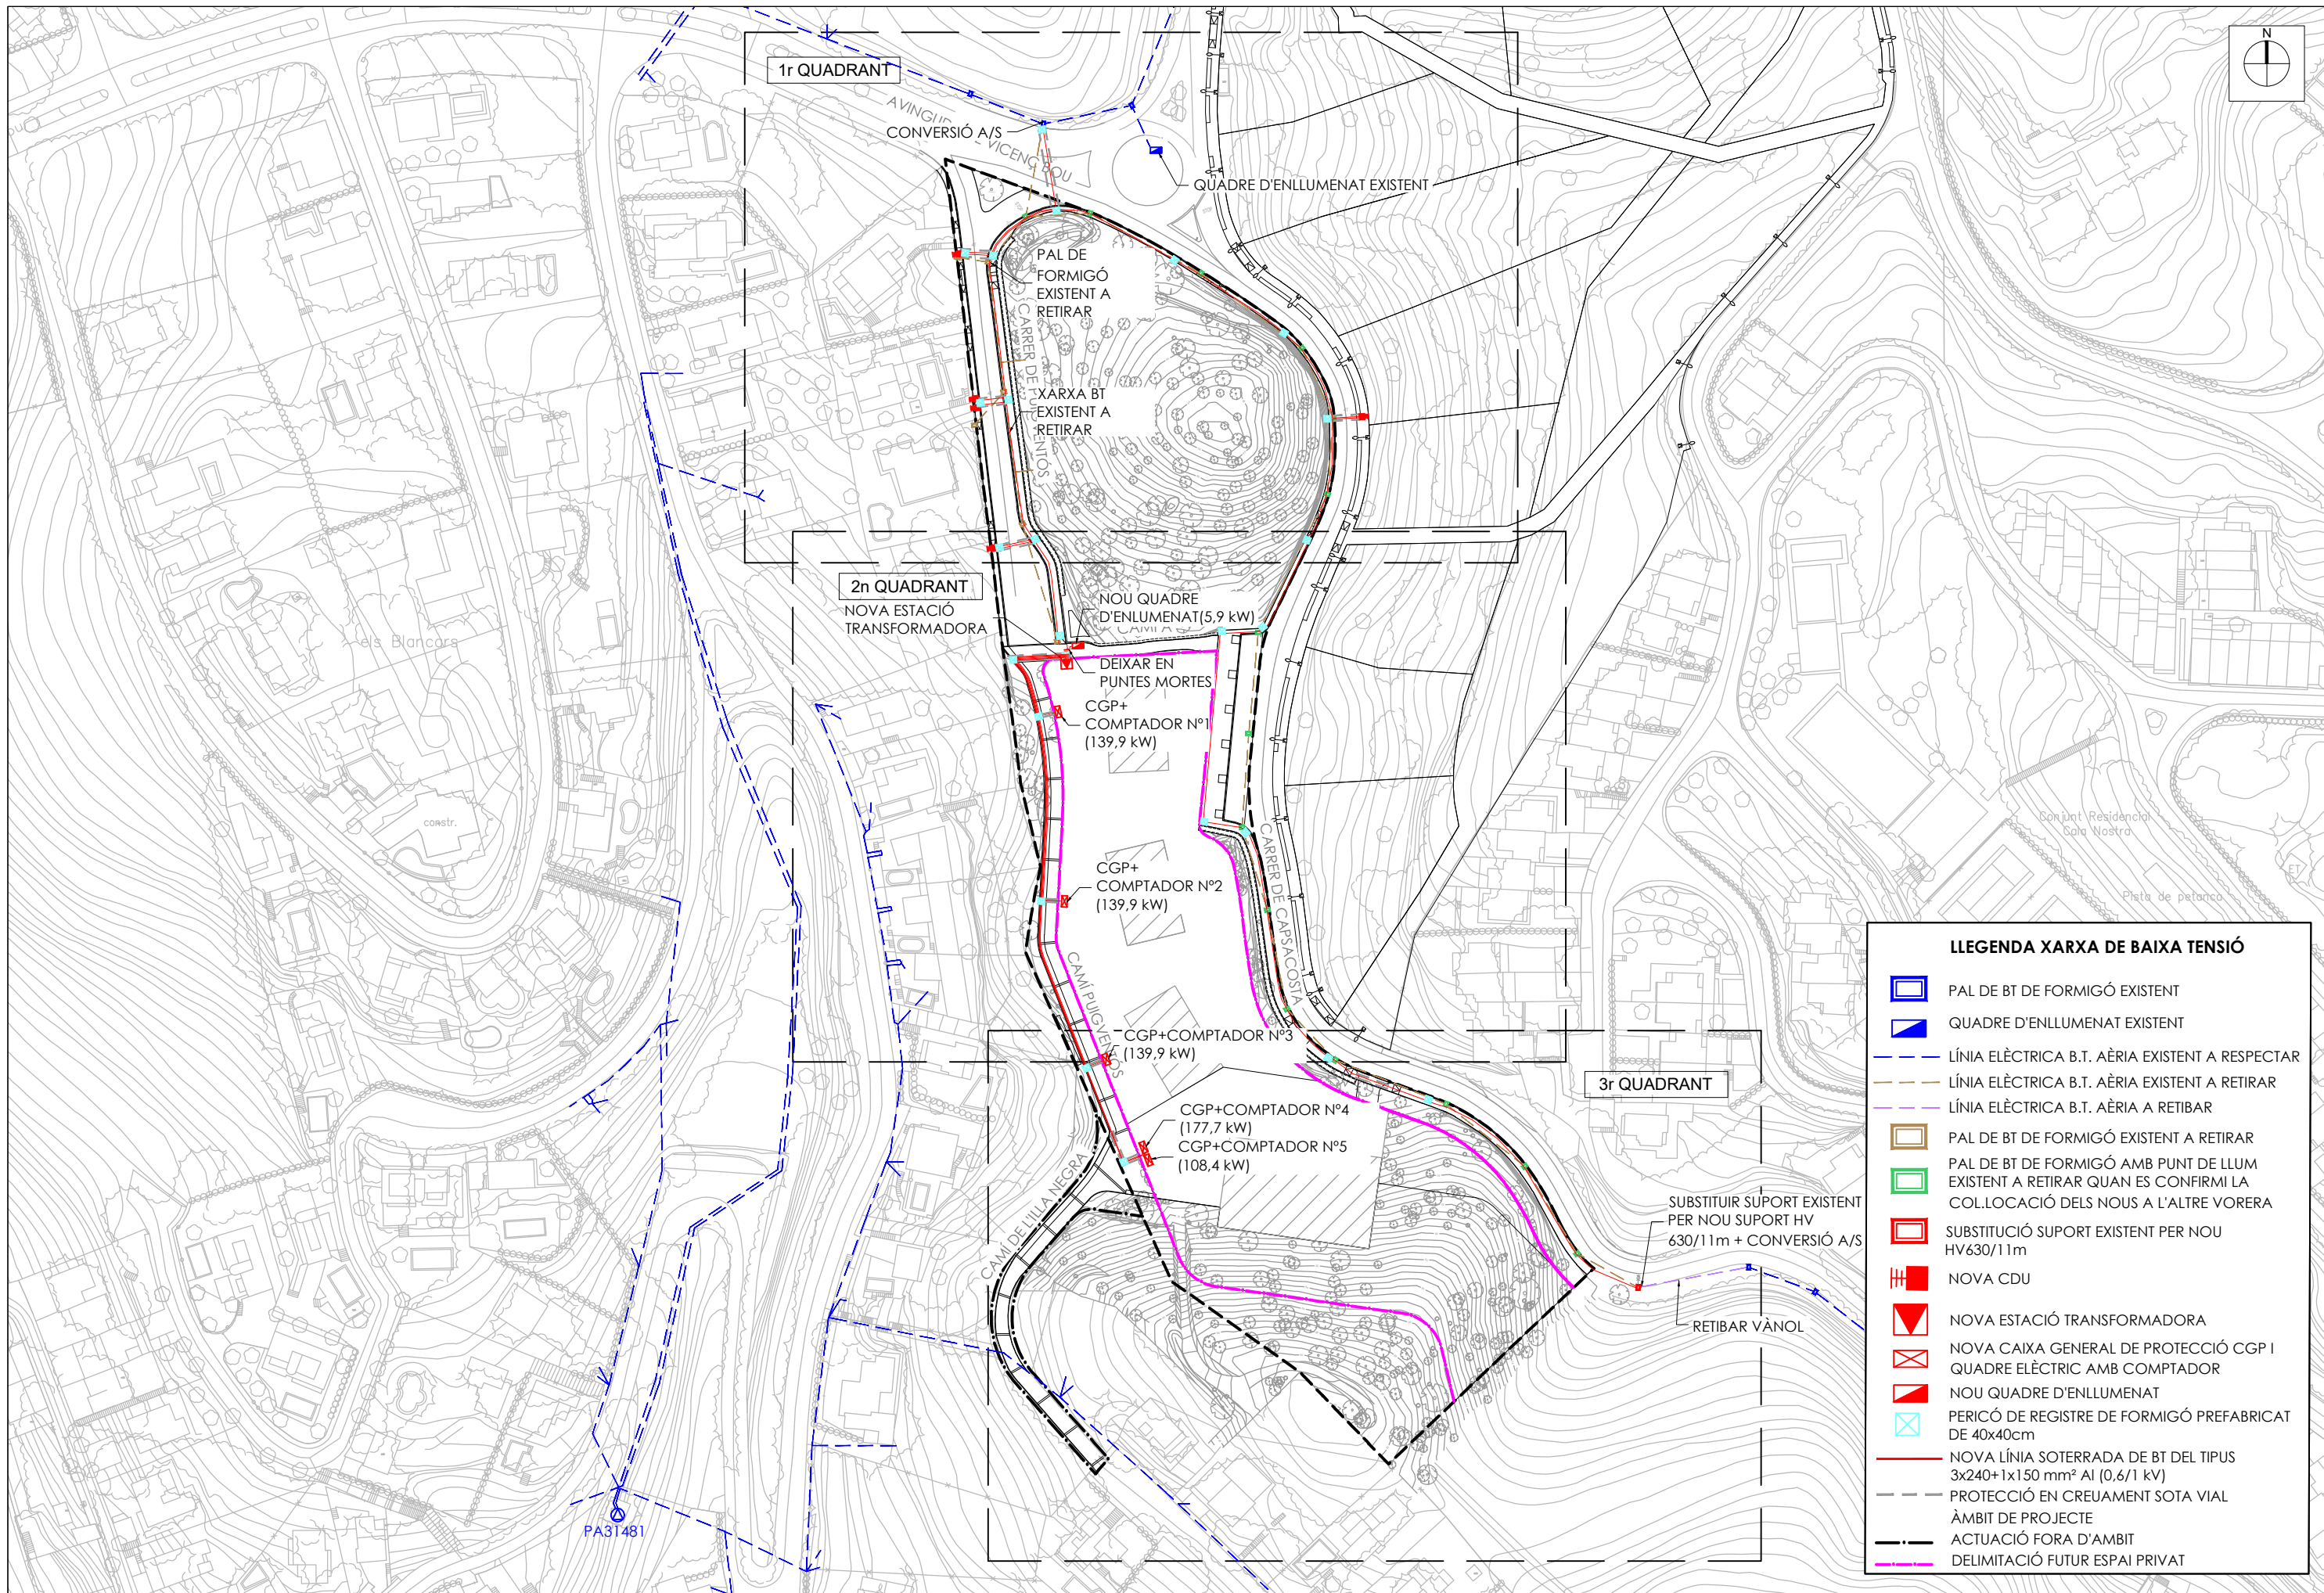 N
1r QUADRANT
CONVERSIÓ A/S
VICENÇ BOU
QUADRE D'ENLLUMENAT EXISTENT
PAL DE
FORMIGÓ
EXISTENT A
RETIRAR
CARRER DE
XARXA BT
EXISTENT A
RETIRAR
2n QUADRANT
NOVA ESTACIÓ
TRANSFORMADORA
NOU QUADRE
D'ENLUMENAT(5,9 kW)
DEIXAR EN
PUNTES MORTES
CGP+
COMPTADOR Nº1
(139,9 kW)
els Blancars
constr.
CGP+
COMPTADOR Nº2
(139,9 kW)
CARRER DE CAPSACOSTA
Conjunt Residencial
Cala Nostra
ET
Pista de petanca
CAMÍ PUIGVENTÓS
CGP+COMPTADOR Nº3
(139,9 kW)
3r QUADRANT
CGP+COMPTADOR Nº4
(177,7 kW)
CGP+COMPTADOR Nº5
(108,4 kW)
CAMÍ DE L'ILLA NEGRA
SUBSTITUIR SUPORT EXISTENT
PER NOU SUPORT HV
630/11m + CONVERSIÓ A/S
RETIBAR VÀNOL
PA31481
LLEGENDA XARXA DE BAIXA TENSIÓ
PAL DE BT DE FORMIGÓ EXISTENT
QUADRE D'ENLLUMENAT EXISTENT
LÍNIA ELÈCTRICA B.T. AÈRIA EXISTENT A RESPECTAR
LÍNIA ELÈCTRICA B.T. AÈRIA EXISTENT A RETIRAR
LÍNIA ELÈCTRICA B.T. AÈRIA A RETIBAR
PAL DE BT DE FORMIGÓ EXISTENT A RETIRAR
PAL DE BT DE FORMIGÓ AMB PUNT DE LLUM
EXISTENT A RETIRAR QUAN ES CONFIRMI LA
COL.LOCACIÓ DELS NOUS A L'ALTRE VORERA
SUBSTITUCIÓ SUPORT EXISTENT PER NOU
HV630/11m
NOVA CDU
NOVA ESTACIÓ TRANSFORMADORA
NOVA CAIXA GENERAL DE PROTECCIÓ CGP I
QUADRE ELÈCTRIC AMB COMPTADOR
NOU QUADRE D'ENLLUMENAT
PERICÓ DE REGISTRE DE FORMIGÓ PREFABRICAT
DE 40x40cm
NOVA LÍNIA SOTERRADA DE BT DEL TIPUS
3x240+1x150 mm² Al (0,6/1 kV)
PROTECCIÓ EN CREUAMENT SOTA VIAL
ÀMBIT DE PROJECTE
ACTUACIÓ FORA D'AMBIT
DELIMITACIÓ FUTUR ESPAI PRIVAT